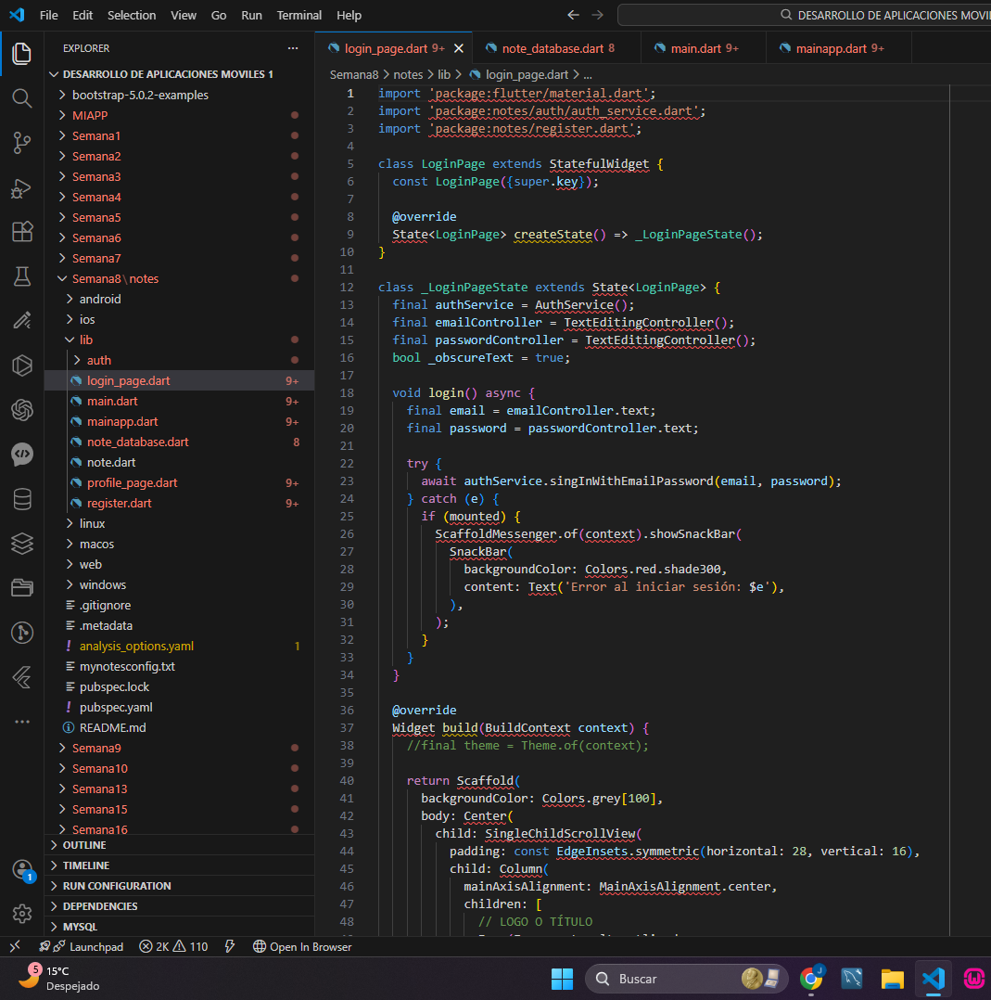 File Edit Selection View Go Run Terminal Help
DESARROLLO DE APLICACIONES MOVI
EXPLORER
DESARROLLO DE APLICACIONES MOVILES 1
bootstrap-5.0.2-examples
MIAPP
Semana1
Semana2
Semana3
Semana4
Semana5
Semana6
Semana7
Semana8\notes
android
ios
lib
auth
login_page.dart 9+
main.dart 9+
mainapp.dart 9+
note_database.dart 8
note.dart
profile_page.dart 9+
register.dart 9+
linux
macos
web
windows
.gitignore
.metadata
analysis_options.yaml 1
mynotesconfig.txt
pubspec.lock
pubspec.yaml
README.md
Semana9
Semana10
Semana13
Semana15
Semana16
OUTLINE
TIMELINE
RUN CONFIGURATION
DEPENDENCIES
MYSQL
1
login_page.dart 9+ note_database.dart 8 main.dart 9+ mainapp.dart 9+
Semana8 > notes > lib > login_page.dart > ...
1 import 'package:flutter/material.dart';
2 import 'package:notes/auth/auth_service.dart';
3 import 'package:notes/register.dart';
4
5 class LoginPage extends StatefulWidget {
6 const LoginPage({super.key});
7
8 @override
9 State<LoginPage> createState() => _LoginPageState();
10 }
11
12 class _LoginPageState extends State<LoginPage> {
13 final authService = AuthService();
14 final emailController = TextEditingController();
15 final passwordController = TextEditingController();
16 bool _obscureText = true;
17
18 void login() async {
19 final email = emailController.text;
20 final password = passwordController.text;
21
22 try {
23 await authService.singInWithEmailPassword(email, password);
24 } catch (e) {
25 if (mounted) {
26 ScaffoldMessenger.of(context).showSnackBar(
27 SnackBar(
28 backgroundColor: Colors.red.shade300,
29 content: Text('Error al iniciar sesión: $e'),
30 ),
31 );
32 }
33 }
34 }
35
36 @override
37 Widget build(BuildContext context) {
38 //final theme = Theme.of(context);
39
40 return Scaffold(
41 backgroundColor: Colors.grey[100],
42 body: Center(
43 child: SingleChildScrollView(
44 padding: const EdgeInsets.symmetric(horizontal: 28, vertical: 16),
45 child: Column(
46 mainAxisAlignment: MainAxisAlignment.center,
47 children: [
48 // LOGO O TÍTULO
Launchpad 2K 110 Open In Browser
5
15°C
Despejado
Buscar
J